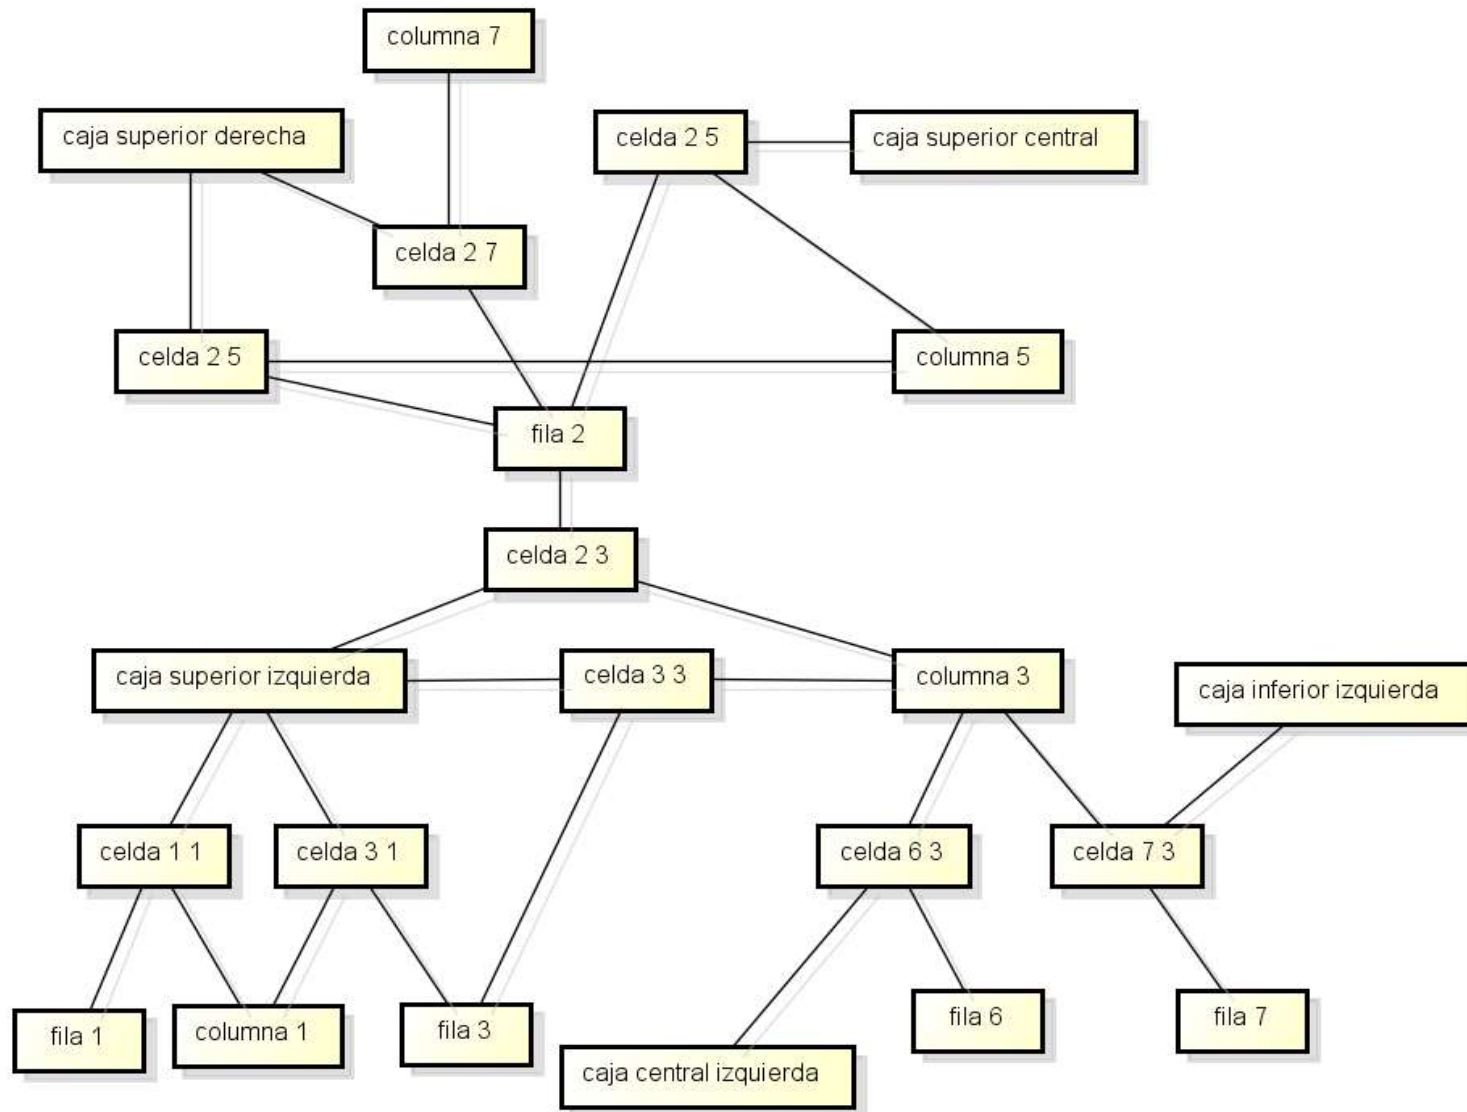 columna 7
caja superior derecha
celda 2 5
caja superior central
celda 2 7
celda 2 5
columna 5
fila 2
celda 2 3
caja superior izquierda
celda 3 3
columna 3
caja inferior izquierda
celda 1 1
celda 3 1
celda 6 3
celda 7 3
fila 1
columna 1
fila 3
fila 6
fila 7
caja central izquierda